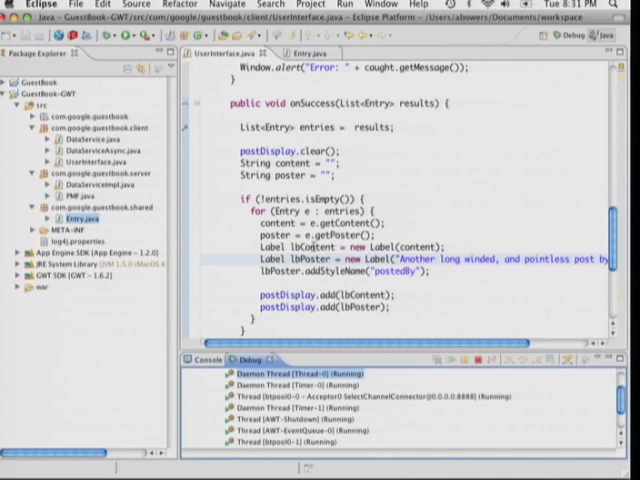 Eclipse File Edit Source Refactor Navigate Search Project Run Window Tue 8:31 PM
Java - GuestBook-GWT/src/com/google/guestbook/client/UserInterface.java - Eclipse Platform - /Users/abowers/Documents/workspace
Debug Java
Package Explorer
GuestBook
GuestBook-GWT
src
com.google.guestbook
com.google.guestbook.client
DataService.java
DataServiceAsync.java
UserInterface.java
com.google.guestbook.server
DataServiceImpl.java
PMF.java
com.google.guestbook.shared
Entry.java
META-INF
log4j.properties
App Engine SDK [App Engine - 1.2.0]
JRE System Library [JVM 1.5.0 (MacOS X
GWT SDK [GWT - 1.6.2]
war
UserInterface.java Entry.java
Window.alert("Error: " + caught.getMessage());
}
public void onSuccess(List<Entry> results) {
List<Entry> entries = results;
postDisplay.clear();
String content = "";
String poster = "";
if (!entries.isEmpty()) {
for (Entry e : entries) {
content = e.getContent();
poster = e.getPoster();
Label lbContent = new Label(content);
Label lbPoster = new Label("Another long winded, and pointless post by
lbPoster.addStyleName("postedBy");
postDisplay.add(lbContent);
postDisplay.add(lbPoster);
}
}
Console Debug
Daemon Thread [Thread-0] (Running)
Daemon Thread [Timer-0] (Running)
Thread [btpool0-0 - Acceptor0 SelectChannelConnector@0.0.0.0:8888] (Running)
Daemon Thread [Timer-1] (Running)
Thread [AWT-Shutdown] (Running)
Thread [AWT-EventQueue-0] (Running)
Thread [btpool0-1] (Running)